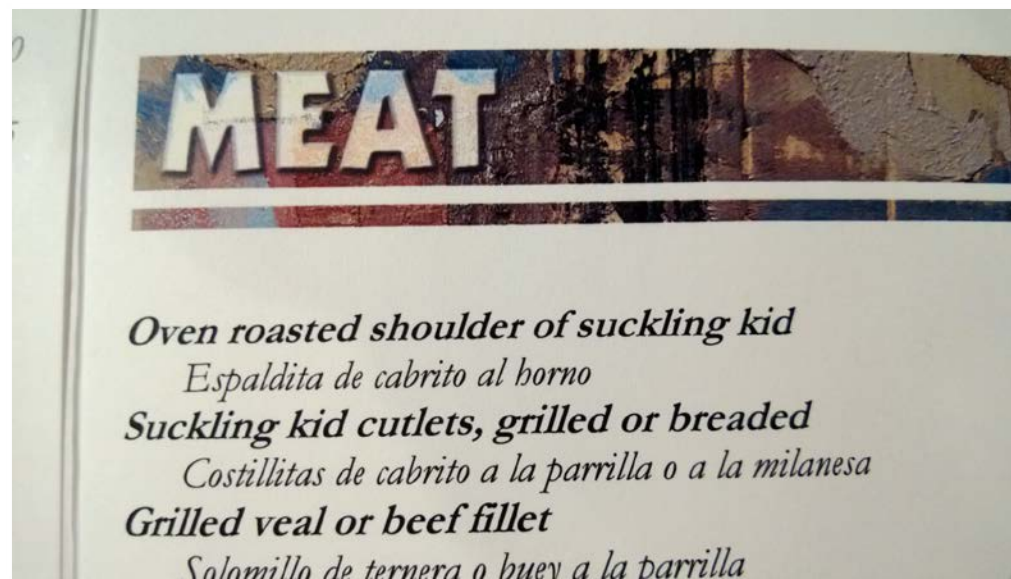 MEAT
Oven roasted shoulder of suckling kid
Espaldita de cabrito al horno
Suckling kid cutlets, grilled or breaded
Costillitas de cabrito a la parrilla o a la milanesa
Grilled veal or beef fillet
Solomillo de ternera o buey a la parrilla